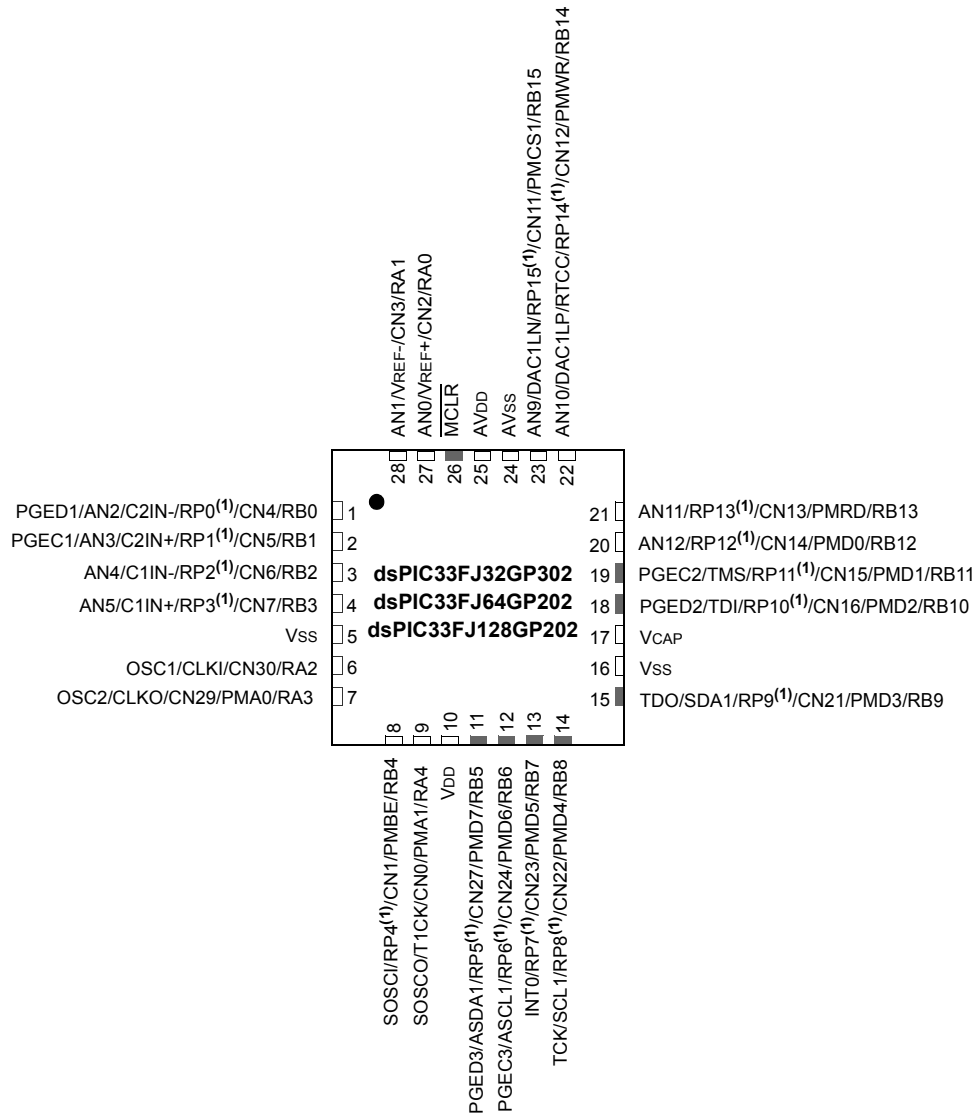 AN1/VREF-/CN3/RA1
AN0/VREF+/CN2/RA0
MCLR
AVDD
AVSS
AN9/DAC1LN/RP15(1)/CN11/PMCS1/RB15
AN10/DAC1LP/RTCC/RP14(1)/CN12/PMWR/RB14
28
27
26
25
24
23
22
PGED1/AN2/C2IN-/RP0(1)/CN4/RB0
1
PGEC1/AN3/C2IN+/RP1(1)/CN5/RB1
2
AN4/C1IN-/RP2(1)/CN6/RB2
3
AN5/C1IN+/RP3(1)/CN7/RB3
4
VSS
5
OSC1/CLKI/CN30/RA2
6
OSC2/CLKO/CN29/PMA0/RA3
7
dsPIC33FJ32GP302
dsPIC33FJ64GP202
dsPIC33FJ128GP202
21
AN11/RP13(1)/CN13/PMRD/RB13
20
AN12/RP12(1)/CN14/PMD0/RB12
19
PGEC2/TMS/RP11(1)/CN15/PMD1/RB11
18
PGED2/TDI/RP10(1)/CN16/PMD2/RB10
17
VCAP
16
VSS
15
TDO/SDA1/RP9(1)/CN21/PMD3/RB9
8
9
10
11
12
13
14
SOSCI/RP4(1)/CN1/PMBE/RB4
SOSCO/T1CK/CN0/PMA1/RA4
VDD
PGED3/ASDA1/RP5(1)/CN27/PMD7/RB5
PGEC3/ASCL1/RP6(1)/CN24/PMD6/RB6
INT0/RP7(1)/CN23/PMD5/RB7
TCK/SCL1/RP8(1)/CN22/PMD4/RB8